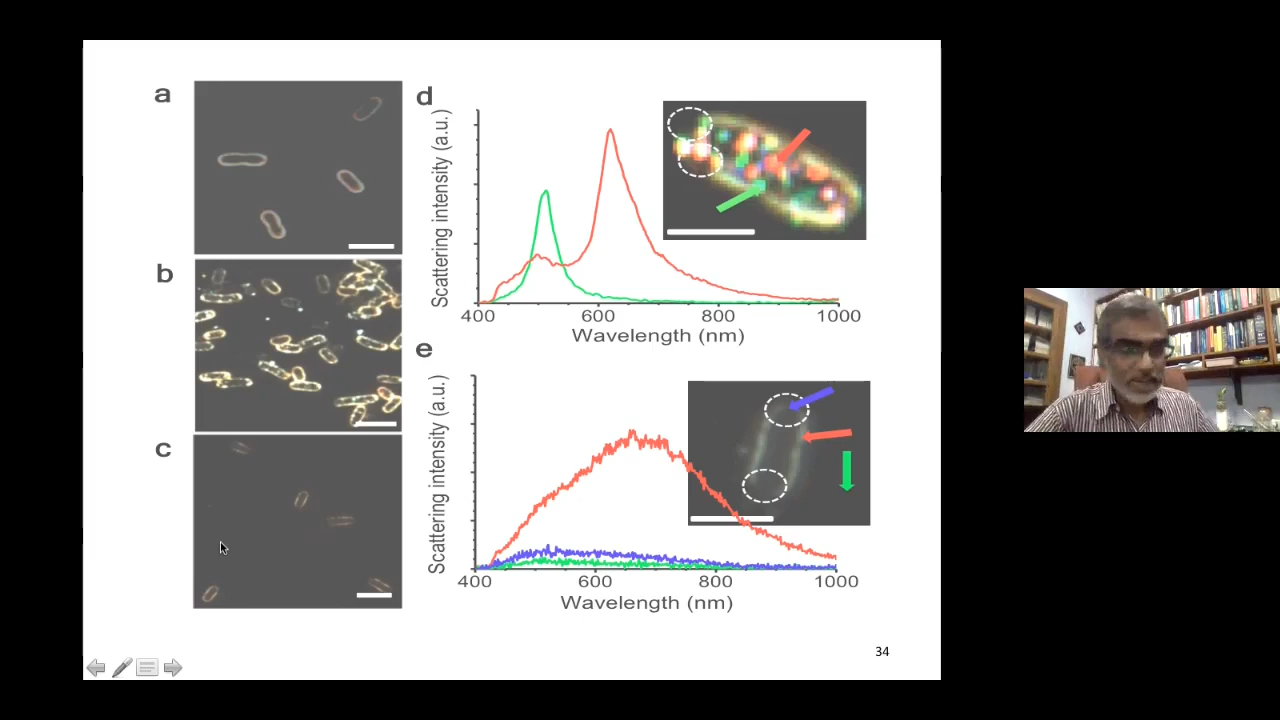 a
b
c
d
Scattering intensity (a.u.)
400 600 800 1000
Wavelength (nm)
e
Scattering intensity (a.u.)
400 600 800 1000
Wavelength (nm)
34